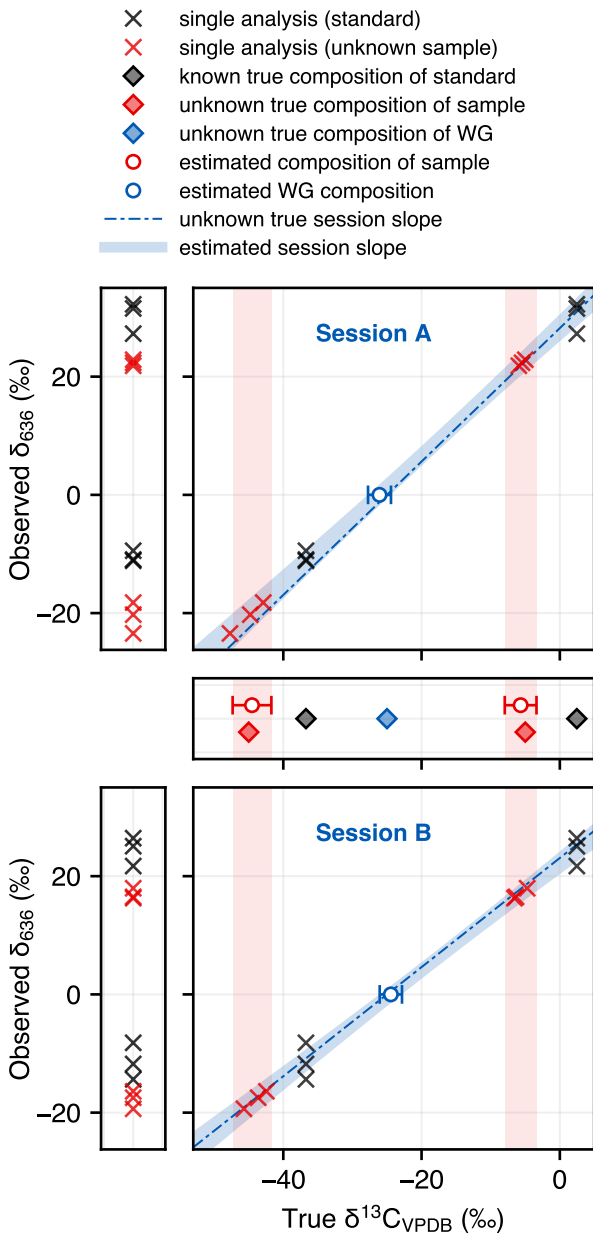 single analysis (standard)
single analysis (unknown sample)
known true composition of standard
unknown true composition of sample
unknown true composition of WG
estimated composition of sample
estimated WG composition
unknown true session slope
estimated session slope
Session A
Observed δ₆₃₆ (‰)
20
0
−20
Session B
Observed δ₆₃₆ (‰)
20
0
−20
−40 −20 0
True δ¹³C_VPDB (‰)